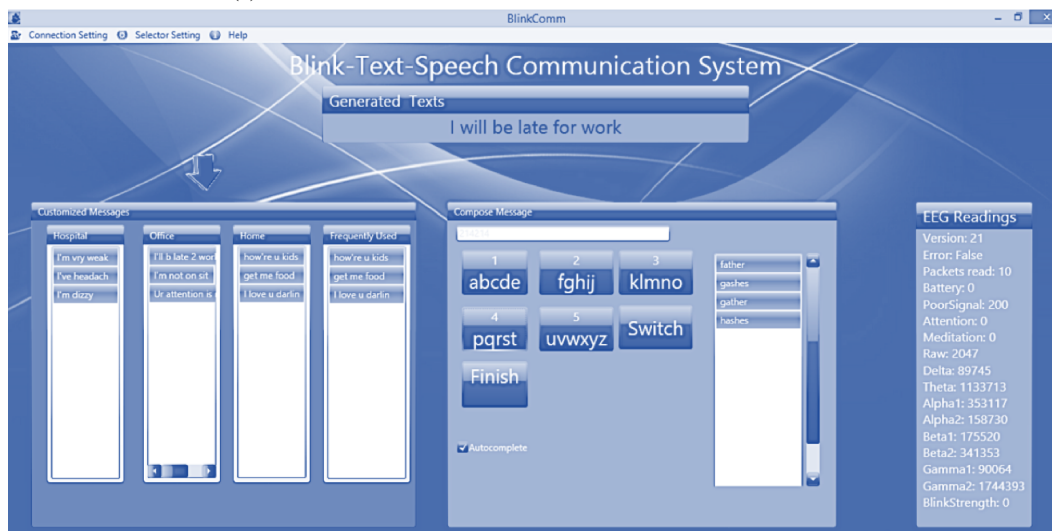 BlinkComm
Connection Setting Selector Setting Help
Blink-Text-Speech Communication System
Generated Texts
I will be late for work
Customized Messages
Hospital
I'm vry weak
I've headach
I'm dizzy
Office
I'll b late 2 worl
I'm not on sit
Ur attention is
Home
how're u kids
get me food
I love u darlin
Frequently Used
how're u kids
get me food
I love u darlin
Compose Message
1
abcde
2
fghij
3
klmno
4
pqrst
5
uvwxyz
Switch
Finish
Autocomplete
father
gashes
gather
hashes
EEG Readings
Version: 21
Error: False
Packets read: 10
Battery: 0
PoorSignal: 200
Attention: 0
Meditation: 0
Raw: 2047
Delta: 89745
Theta: 1133713
Alpha1: 353117
Alpha2: 158730
Beta1: 175520
Beta2: 341353
Gamma1: 90064
Gamma2: 1744393
BlinkStrength: 0